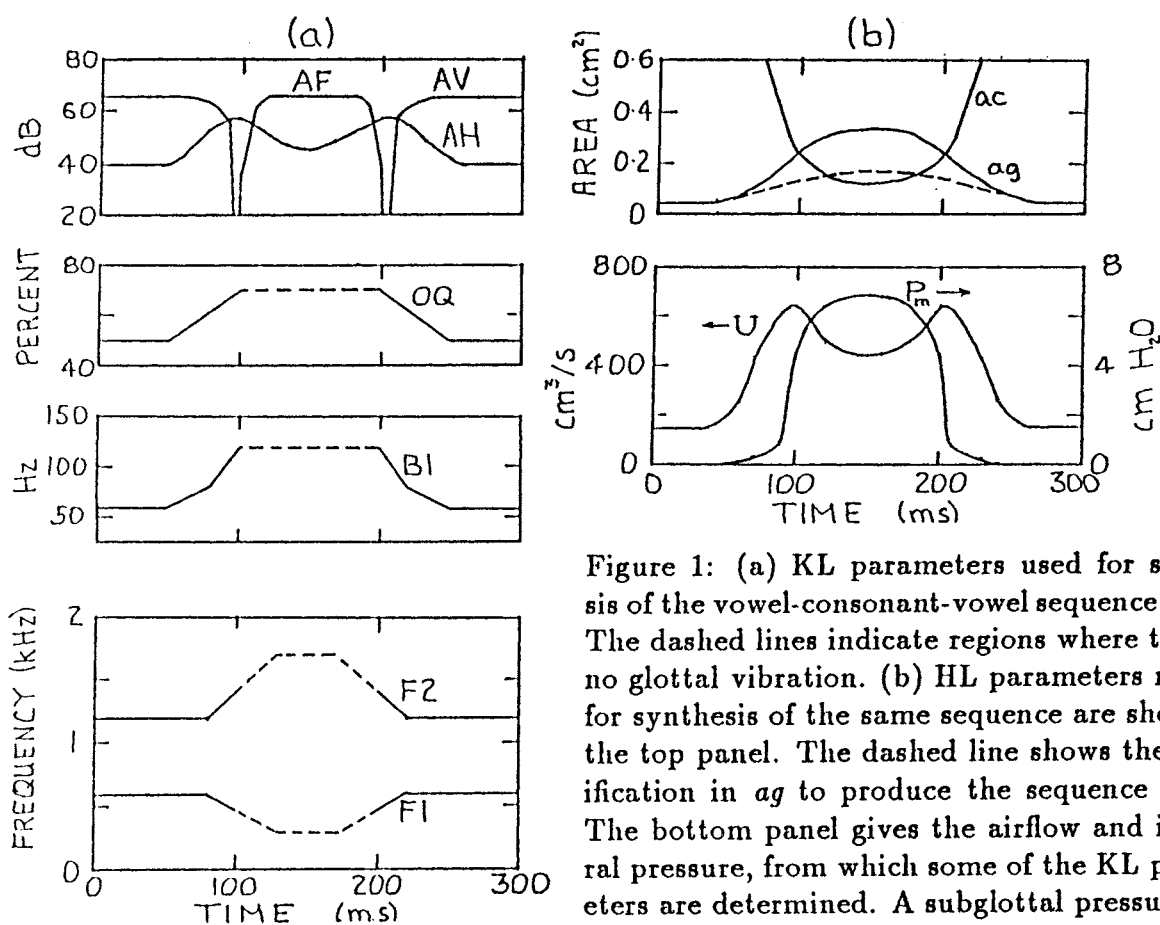 (a)
80
60
40
20
dB
AF
AV
AH
80
60
40
PERCENT
OQ
150
100
50
Hz
B1
2
1
0
FREQUENCY (kHz)
F2
F1
0 100 200 300
TIME (ms)
(b)
0.6
0.4
0.2
0
AREA (cm²)
ac
ag
800
400
0
cm³/s
←U
Pm→
8
4
0
cm H₂O
0 100 200 300
TIME (ms)
Figure 1: (a) KL parameters used for s
sis of the vowel-consonant-vowel sequence
The dashed lines indicate regions where t
no glottal vibration. (b) HL parameters
for synthesis of the same sequence are sh
the top panel. The dashed line shows the
ification in ag to produce the sequence
The bottom panel gives the airflow and i
ral pressure, from which some of the KL p
eters are determined. A subglottal pressu